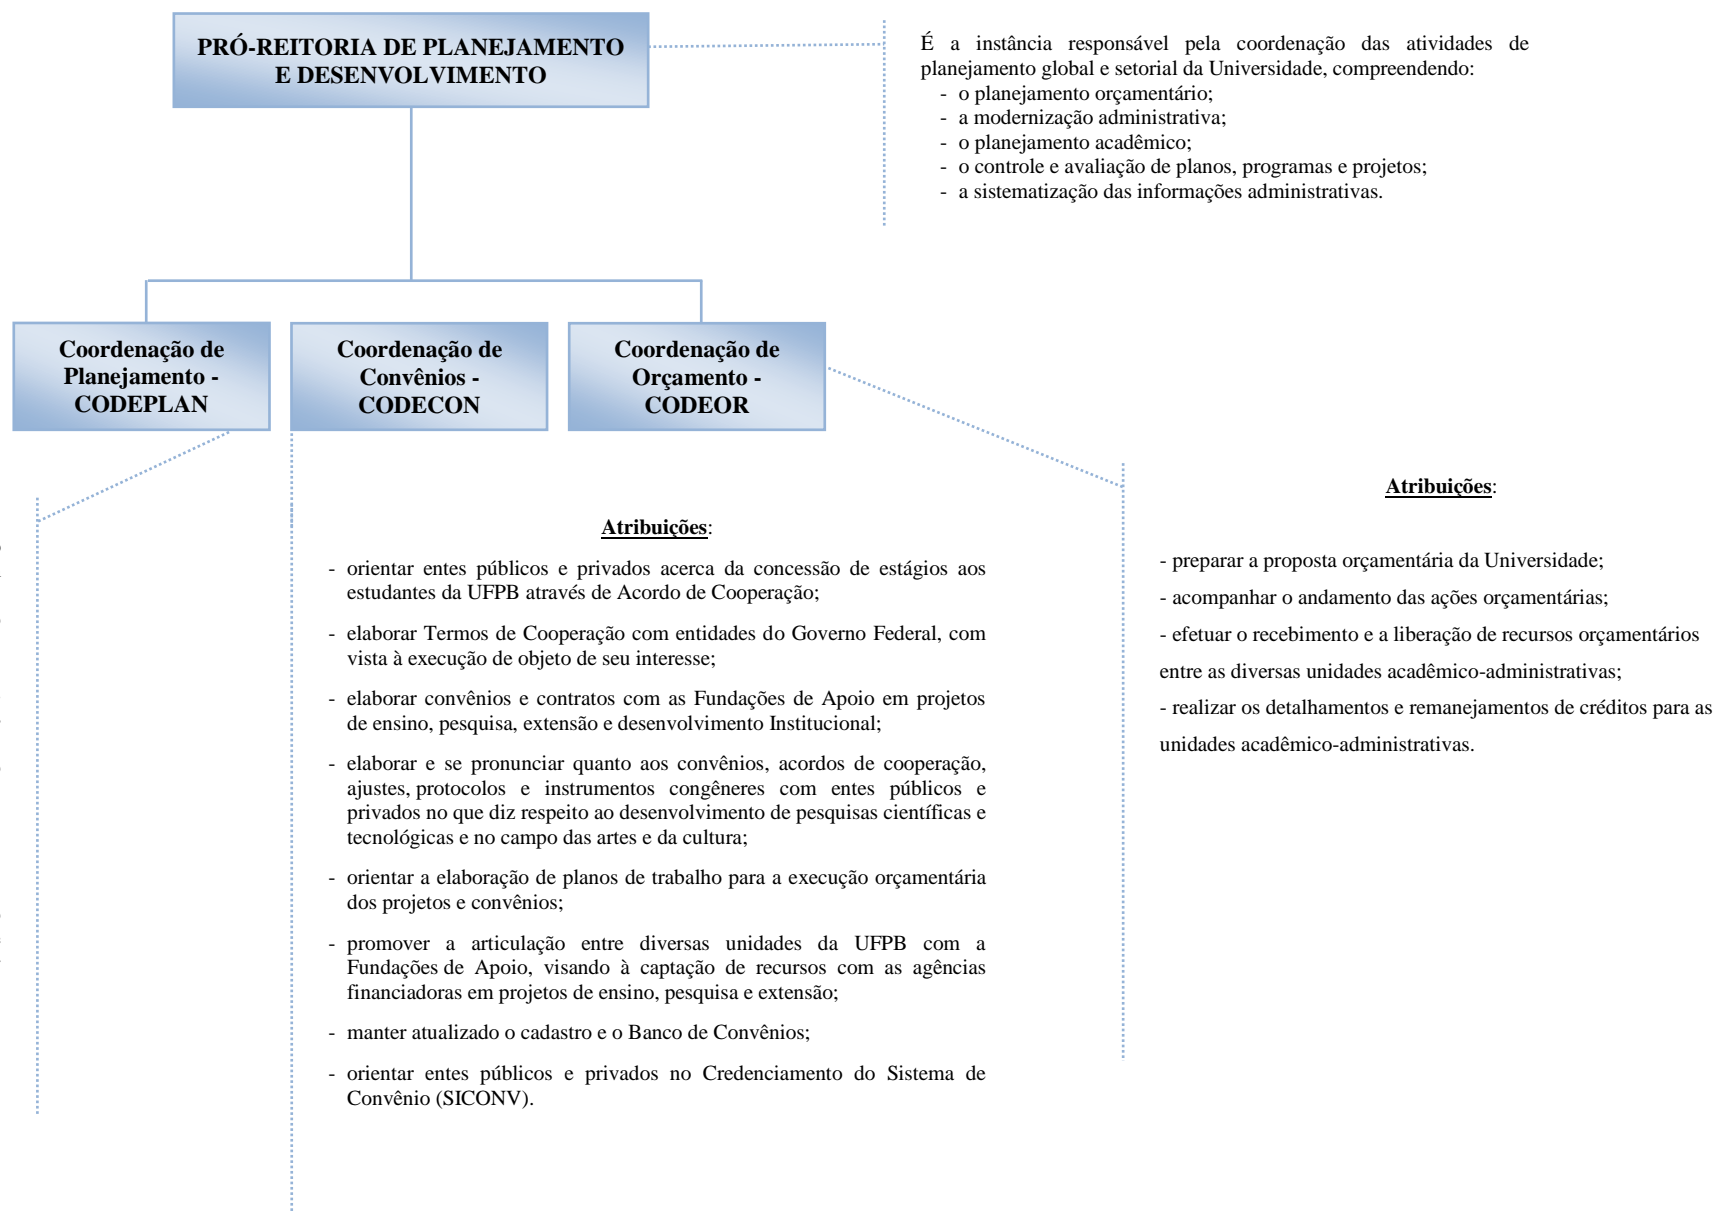 PRÓ-REITORIA DE PLANEJAMENTO
E DESENVOLVIMENTO
É a instância responsável pela coordenação das atividades de
planejamento global e setorial da Universidade, compreendendo:
- o planejamento orçamentário;
- a modernização administrativa;
- o planejamento acadêmico;
- o controle e avaliação de planos, programas e projetos;
- a sistematização das informações administrativas.
Coordenação de
Planejamento -
CODEPLAN
Coordenação de
Convênios -
CODECON
Coordenação de
Orçamento -
CODEOR
Atribuições:
- orientar entes públicos e privados acerca da concessão de estágios aos
estudantes da UFPB através de Acordo de Cooperação;
- elaborar Termos de Cooperação com entidades do Governo Federal, com
vista à execução de objeto de seu interesse;
- elaborar convênios e contratos com as Fundações de Apoio em projetos
de ensino, pesquisa, extensão e desenvolvimento Institucional;
- elaborar e se pronunciar quanto aos convênios, acordos de cooperação,
ajustes, protocolos e instrumentos congêneres com entes públicos e
privados no que diz respeito ao desenvolvimento de pesquisas científicas e
tecnológicas e no campo das artes e da cultura;
- orientar a elaboração de planos de trabalho para a execução orçamentária
dos projetos e convênios;
- promover a articulação entre diversas unidades da UFPB com a
Fundações de Apoio, visando à captação de recursos com as agências
financiadoras em projetos de ensino, pesquisa e extensão;
- manter atualizado o cadastro e o Banco de Convênios;
- orientar entes públicos e privados no Credenciamento do Sistema de
Convênio (SICONV).
Atribuições:
- preparar a proposta orçamentária da Universidade;
- acompanhar o andamento das ações orçamentárias;
- efetuar o recebimento e a liberação de recursos orçamentários
entre as diversas unidades acadêmico-administrativas;
- realizar os detalhamentos e remanejamentos de créditos para as
unidades acadêmico-administrativas.